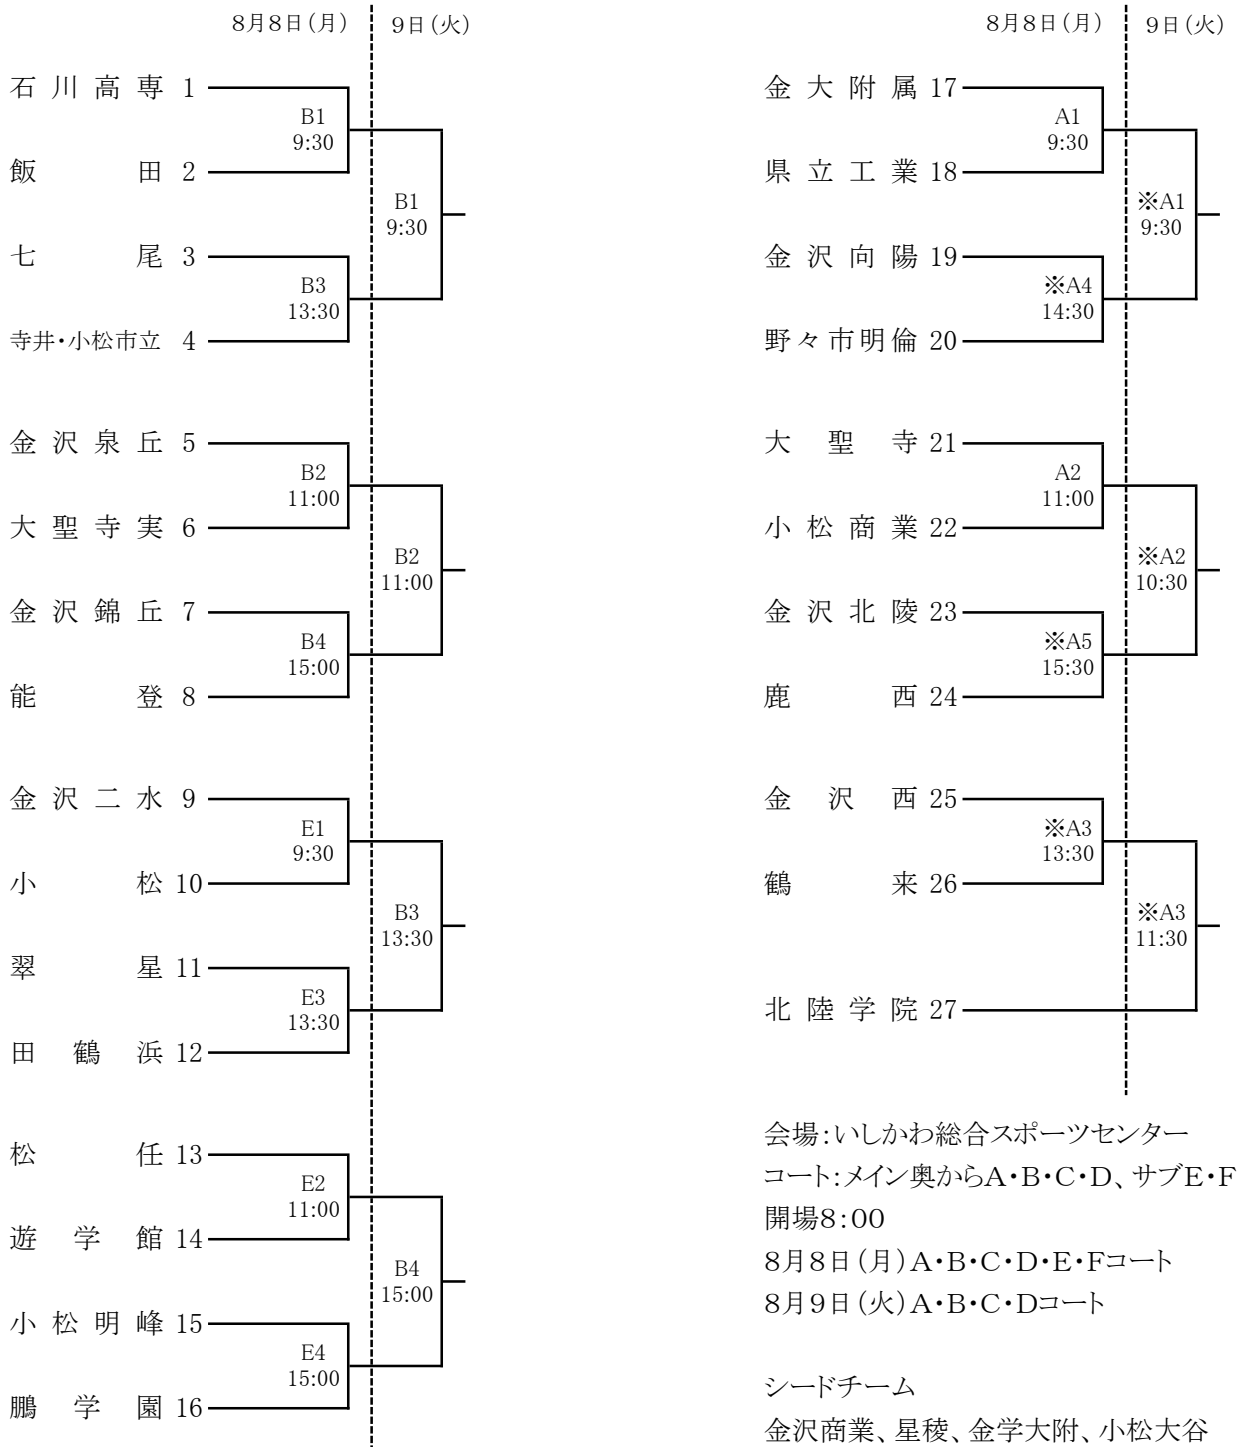 8月8日(月) 9日(火)
石川高専 1
B1
9:30
飯田 2
B1
9:30
七尾 3
B3
13:30
寺井・小松市立 4
金沢泉丘 5
B2
11:00
大聖寺実 6
B2
11:00
金沢錦丘 7
B4
15:00
能登 8
金沢二水 9
E1
9:30
小松 10
B3
13:30
翠星 11
E3
13:30
田鶴浜 12
松任 13
E2
11:00
遊学館 14
B4
15:00
小松明峰 15
E4
15:00
鵬学園 16
8月8日(月) 9日(火)
金大附属 17
A1
9:30
県立工業 18
※A1
9:30
金沢向陽 19
※A4
14:30
野々市明倫 20
大聖寺 21
A2
11:00
小松商業 22
※A2
10:30
金沢北陵 23
※A5
15:30
鹿西 24
金沢西 25
※A3
13:30
鶴来 26
※A3
11:30
北陸学院 27
会場:いしかわ総合スポーツセンター
コート:メイン奥からA・B・C・D、サブE・F
開場8:00
8月8日(月)A・B・C・D・E・Fコート
8月9日(火)A・B・C・Dコート
シードチーム
金沢商業、星稜、金学大附、小松大谷